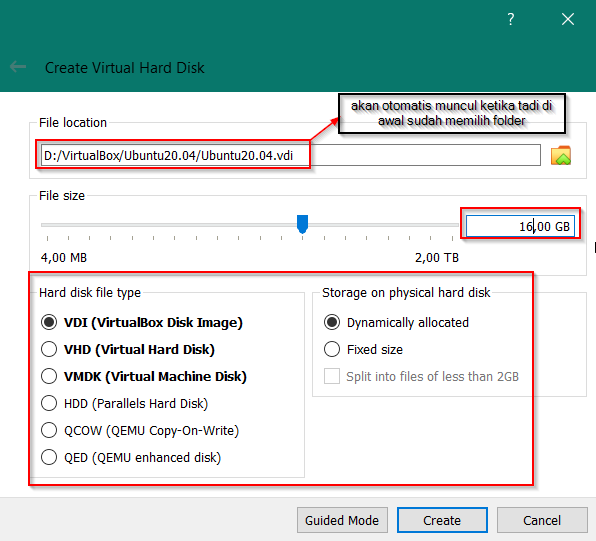 ?
Create Virtual Hard Disk
akan otomatis muncul ketika tadi di
awal sudah memilih folder
File location
D:/VirtualBox/Ubuntu20.04/Ubuntu20.04.vdi
File size
16,00 GB
4,00 MB
2,00 TB
Hard disk file type
VDI (VirtualBox Disk Image)
VHD (Virtual Hard Disk)
VMDK (Virtual Machine Disk)
HDD (Parallels Hard Disk)
QCOW (QEMU Copy-On-Write)
QED (QEMU enhanced disk)
Storage on physical hard disk
Dynamically allocated
Fixed size
Split into files of less than 2GB
Guided Mode
Create
Cancel